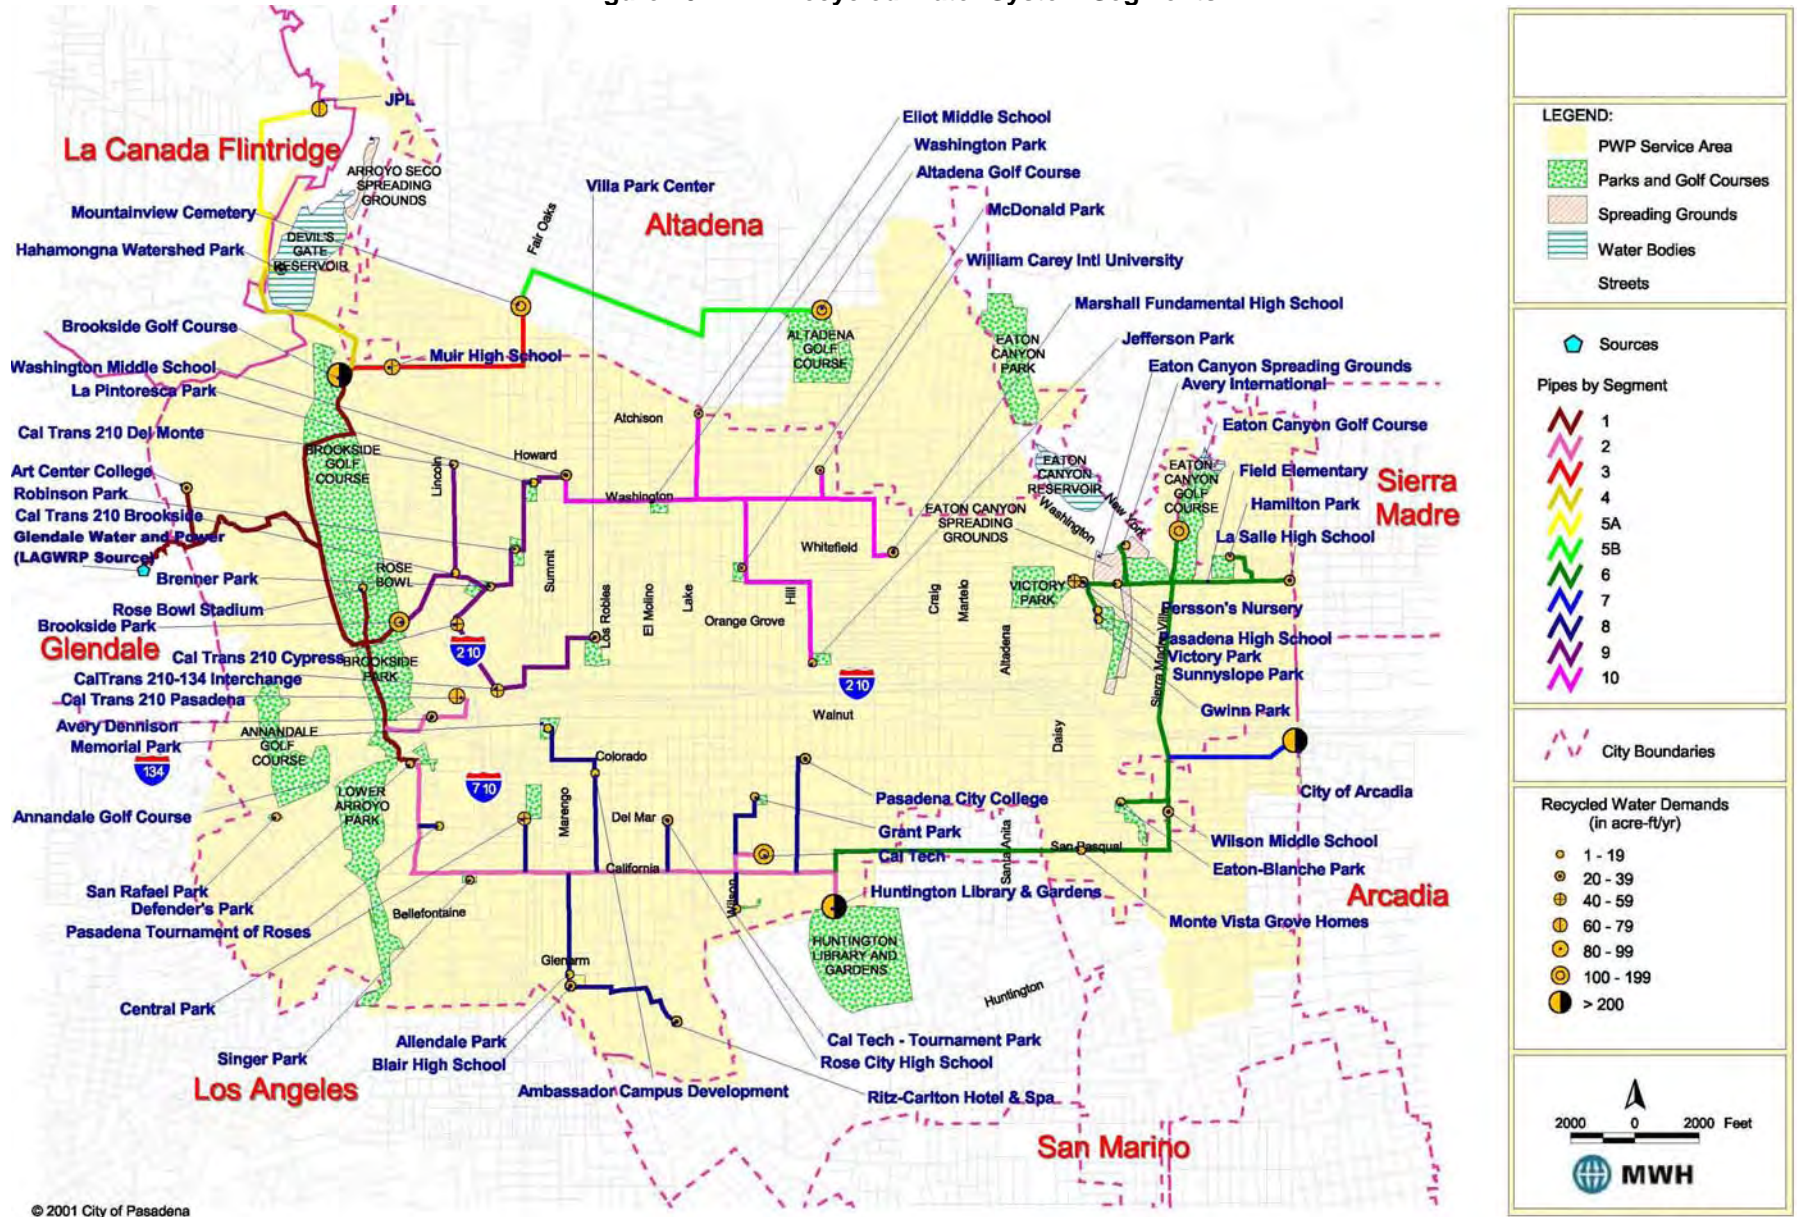 JPL
La Canada Flintridge
ARROYO SECO
SPREADING
GROUNDS
Mountainview Cemetery
Hahamongna Watershed Park
DEVIL'S
GATE
RESERVOIR
Fair Oaks
Villa Park Center
Altadena
Eliot Middle School
Washington Park
Altadena Golf Course
McDonald Park
William Carey Intl University
Marshall Fundamental High School
Jefferson Park
Eaton Canyon Spreading Grounds
Avery International
Eaton Canyon Golf Course
Field Elementary
Hamilton Park
La Salle High School
Sierra
Madre
Brookside Golf Course
Washington Middle School
La Pintoresca Park
Cal Trans 210 Del Monte
Art Center College
Robinson Park
Cal Trans 210 Brookside
Glendale Water and Power
(LAGWRP Source)
Brenner Park
Rose Bowl Stadium
Brookside Park
Glendale
Cal Trans 210 Cypress
CalTrans 210-134 Interchange
Cal Trans 210 Pasadena
Avery Dennison
Memorial Park
134
Muir High School
BROOKSIDE
GOLF
COURSE
ROSE
BOWL
BROOKSIDE
PARK
ANNANDALE
GOLF
COURSE
LOWER
ARROYO
PARK
Lincoln
Howard
Atchison
Washington
Summit
Los Robles
El Molino
Lake
Orange Grove
Hill
Whitefield
Craig
Martelo
Altadena
Daisy
Walnut
210
210
710
ALTADENA
GOLF
COURSE
EATON
CANYON
PARK
EATON
CANYON
RESERVOIR
EATON CANYON
SPREADING
GROUNDS
Washington
New York
EATON
CANYON
GOLF
COURSE
VICTORY
PARK
Sierra Madre Villa
Persson's Nursery
Pasadena High School
Victory Park
Sunnyslope Park
Gwinn Park
City of Arcadia
Wilson Middle School
Eaton-Blanche Park
Arcadia
Monte Vista Grove Homes
Annandale Golf Course
San Rafael Park
Defender's Park
Pasadena Tournament of Roses
Central Park
Singer Park
Los Angeles
Allendale Park
Blair High School
Ambassador Campus Development
Colorado
Marengo
Del Mar
California
Bellefontaine
Glenarm
Wilson
Pasadena City College
Grant Park
Cal Tech
Huntington Library & Gardens
HUNTINGTON
LIBRARY AND
GARDENS
Santa Anita
San Pasqual
Huntington
Cal Tech - Tournament Park
Rose City High School
Ritz-Carlton Hotel & Spa
San Marino
© 2001 City of Pasadena
LEGEND:
PWP Service Area
Parks and Golf Courses
Spreading Grounds
Water Bodies
Streets
Sources
Pipes by Segment
1
2
3
4
5A
5B
6
7
8
9
10
City Boundaries
Recycled Water Demands
(in acre-ft/yr)
1 - 19
20 - 39
40 - 59
60 - 79
80 - 99
100 - 199
> 200
2000 0 2000 Feet
MWH